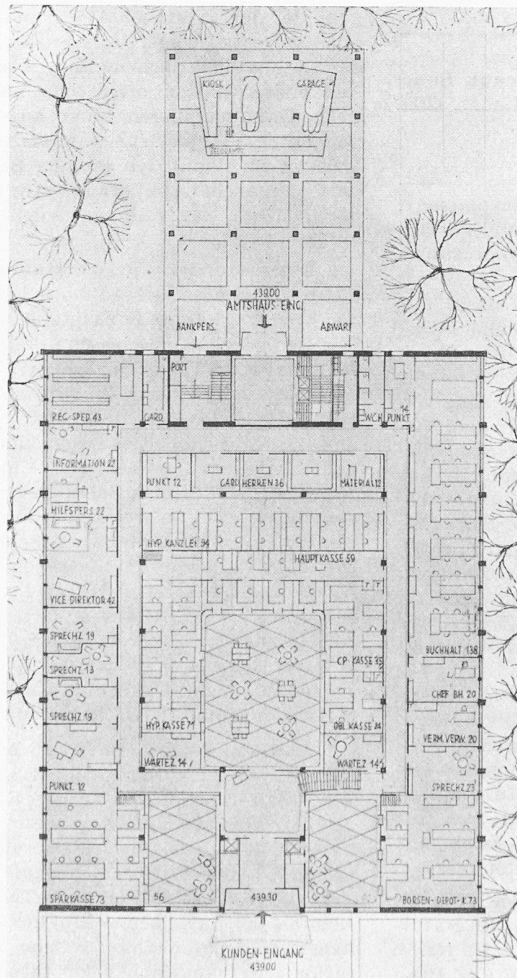 KIOSK
GARAGE
439.00
AMTSHAUS-EING.
BANKPERS.
ABWART
PORT
REG.-SPED. 43
GARD.
W.C.H.
PUNKT.
14
INFORMATION 22
PUNKT 12
GARD. HERREN 36
MATERIAL 12
HILFSPERS. 22
HYP. KANZLEI 94
HAUPTKASSE 59
VICE DIREKTOR 42
SPRECHZ. 19
BUCHHALT. 138
SPRECHZ. 13
CP.-KASSE 35
CHEF BH. 20
SPRECHZ. 19
HYP. KASSE 71
OBL. KASSE 24
VERM. VERW. 20
WARTEZ. 14
WARTEZ. 14
SPRECHZ. 23
PUNKT. 12
SPARKASSE 73
56
439.30
BÖRSEN-DEPOT-K. 73
KUNDEN-EINGANG
439.00